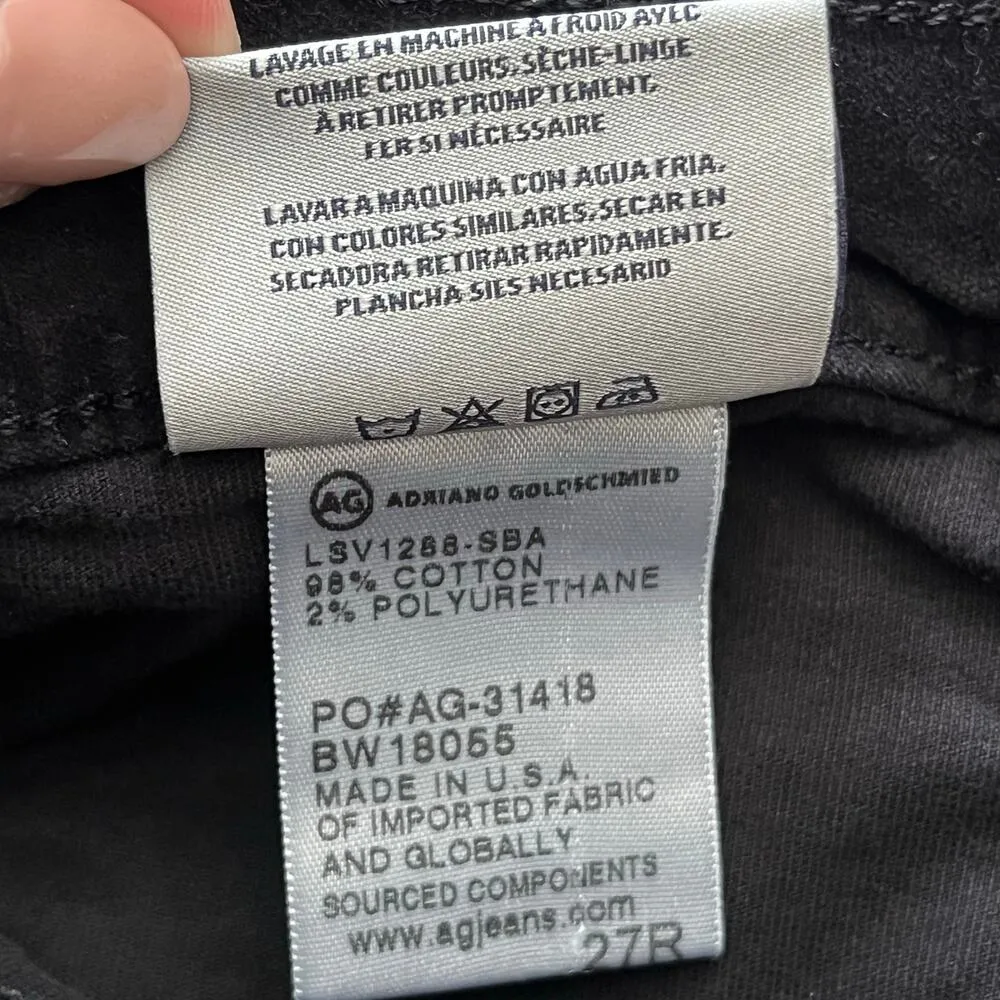 LAVAGE EN MACHINE À FROID AVEC
COMME COULEURS. SÈCHE-LINGE
À RETIRER PROMPTEMENT.
FER SI NÉCESSAIRE
LAVAR A MAQUINA CON AGUA FRIA.
CON COLORES SIMILARES. SECAR EN
SECADORA RETIRAR RAPIDAMENTE.
PLANCHA SI ES NECESARIO
AG ADRIANO GOLDSCHMIED
LSV1288-SBA
98% COTTON
2% POLYURETHANE
PO#AG-31418
BW18055
MADE IN U.S.A.
OF IMPORTED FABRIC
AND GLOBALLY
SOURCED COMPONENTS
www.agjeans.com
27R